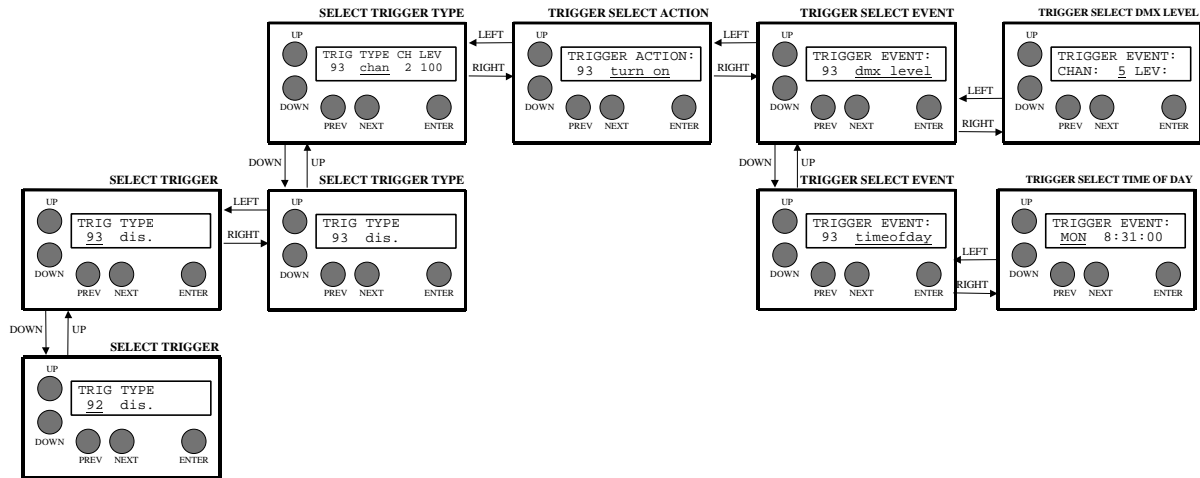 SELECT TRIGGER TYPE
UP
TRIG TYPE CH LEV
93 chan 2 100
DOWN
PREV NEXT ENTER
LEFT
RIGHT
TRIGGER SELECT ACTION
UP
TRIGGER ACTION:
93 turn on
DOWN
PREV NEXT ENTER
LEFT
RIGHT
TRIGGER SELECT EVENT
UP
TRIGGER EVENT:
93 dmx level
DOWN
PREV NEXT ENTER
LEFT
RIGHT
TRIGGER SELECT DMX LEVEL
UP
TRIGGER EVENT:
CHAN: 5 LEV:
DOWN
PREV NEXT ENTER
DOWN UP
DOWN UP
SELECT TRIGGER
UP
TRIG TYPE
93 dis.
DOWN
PREV NEXT ENTER
LEFT
RIGHT
SELECT TRIGGER TYPE
UP
TRIG TYPE
93 dis.
DOWN
PREV NEXT ENTER
TRIGGER SELECT EVENT
UP
TRIGGER EVENT:
93 timeofday
DOWN
PREV NEXT ENTER
LEFT
RIGHT
TRIGGER SELECT TIME OF DAY
UP
TRIGGER EVENT:
MON 8:31:00
DOWN
PREV NEXT ENTER
DOWN UP
SELECT TRIGGER
UP
TRIG TYPE
92 dis.
DOWN
PREV NEXT ENTER